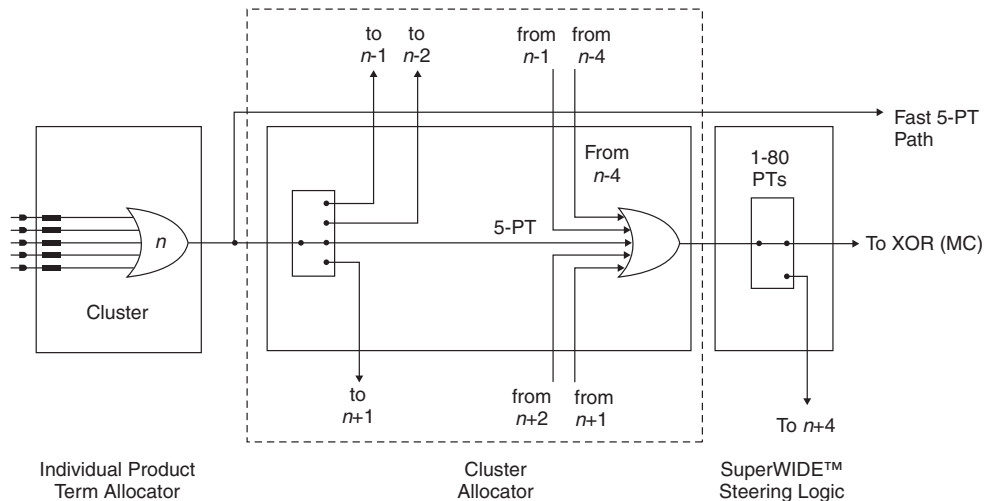 to
n-1
to
n-2
from
n-1
from
n-4
Fast 5-PT
Path
From
n-4
1-80
PTs
n
5-PT
To XOR (MC)
Cluster
to
n+1
from
n+2
from
n+1
To n+4
Individual Product
Term Allocator
Cluster
Allocator
SuperWIDE™
Steering Logic